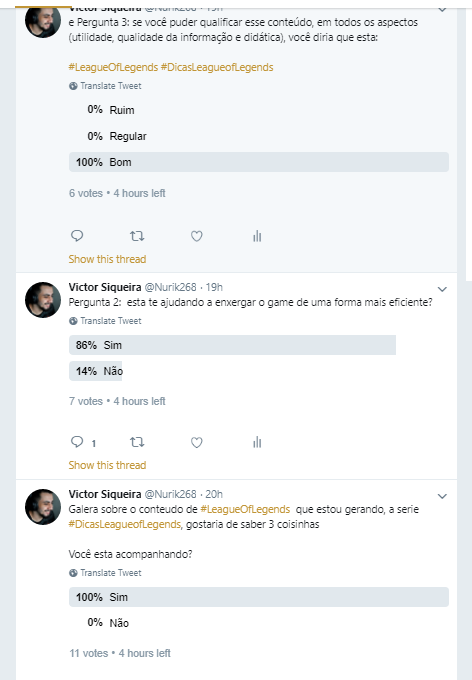 Victor Siqueira @Nurik268 · 19h
e Pergunta 3: se você puder qualificar esse conteúdo, em todos os aspectos
(utilidade, qualidade da informação e didática), você diria que esta:
#LeagueOfLegends #DicasLeagueofLegends
Translate Tweet
0% Ruim
0% Regular
100% Bom
6 votes • 4 hours left
Show this thread
Victor Siqueira @Nurik268 · 19h
Pergunta 2: esta te ajudando a enxergar o game de uma forma mais eficiente?
Translate Tweet
86% Sim
14% Não
7 votes • 4 hours left
1
Show this thread
Victor Siqueira @Nurik268 · 20h
Galera sobre o conteudo de #LeagueOfLegends que estou gerando, a serie
#DicasLeagueofLegends, gostaria de saber 3 coisinhas
Você esta acompanhando?
Translate Tweet
100% Sim
0% Não
11 votes • 4 hours left